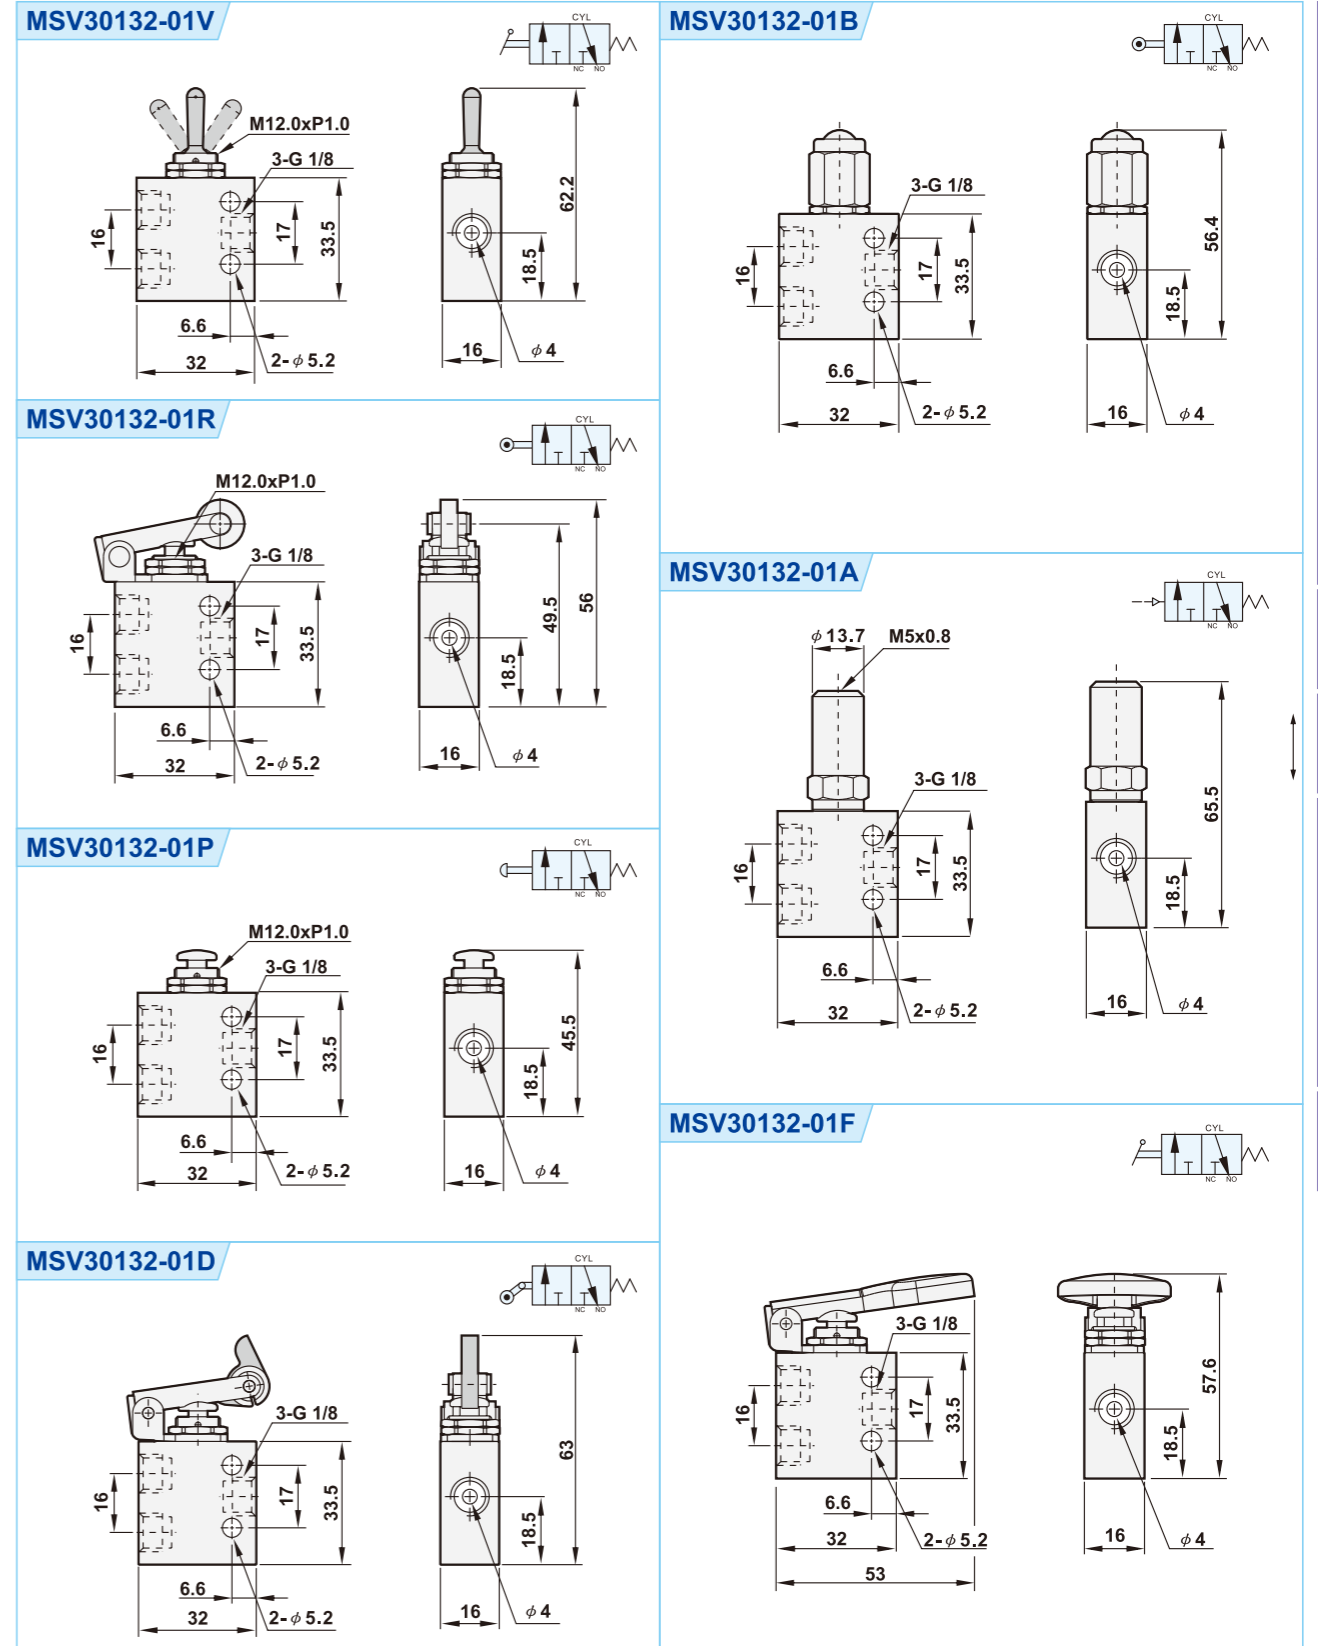 MSV30132-01V
CYL
NC NO
M12.0xP1.0
3-G 1/8
16
17
33.5
6.6
32
2-φ5.2
62.2
18.5
16
φ4
MSV30132-01R
CYL
NC NO
M12.0xP1.0
3-G 1/8
16
17
33.5
6.6
32
2-φ5.2
49.5
56
18.5
16
φ4
MSV30132-01P
CYL
NC NO
M12.0xP1.0
3-G 1/8
16
17
33.5
6.6
32
2-φ5.2
45.5
18.5
16
φ4
MSV30132-01D
CYL
NC NO
3-G 1/8
16
17
33.5
6.6
32
2-φ5.2
63
18.5
16
φ4
MSV30132-01B
CYL
NC NO
3-G 1/8
16
17
33.5
6.6
32
2-φ5.2
56.4
18.5
16
φ4
MSV30132-01A
CYL
NC NO
φ13.7
M5x0.8
3-G 1/8
16
17
33.5
6.6
32
2-φ5.2
65.5
18.5
16
φ4
MSV30132-01F
CYL
NC NO
3-G 1/8
16
17
33.5
6.6
32
2-φ5.2
53
57.6
18.5
16
φ4